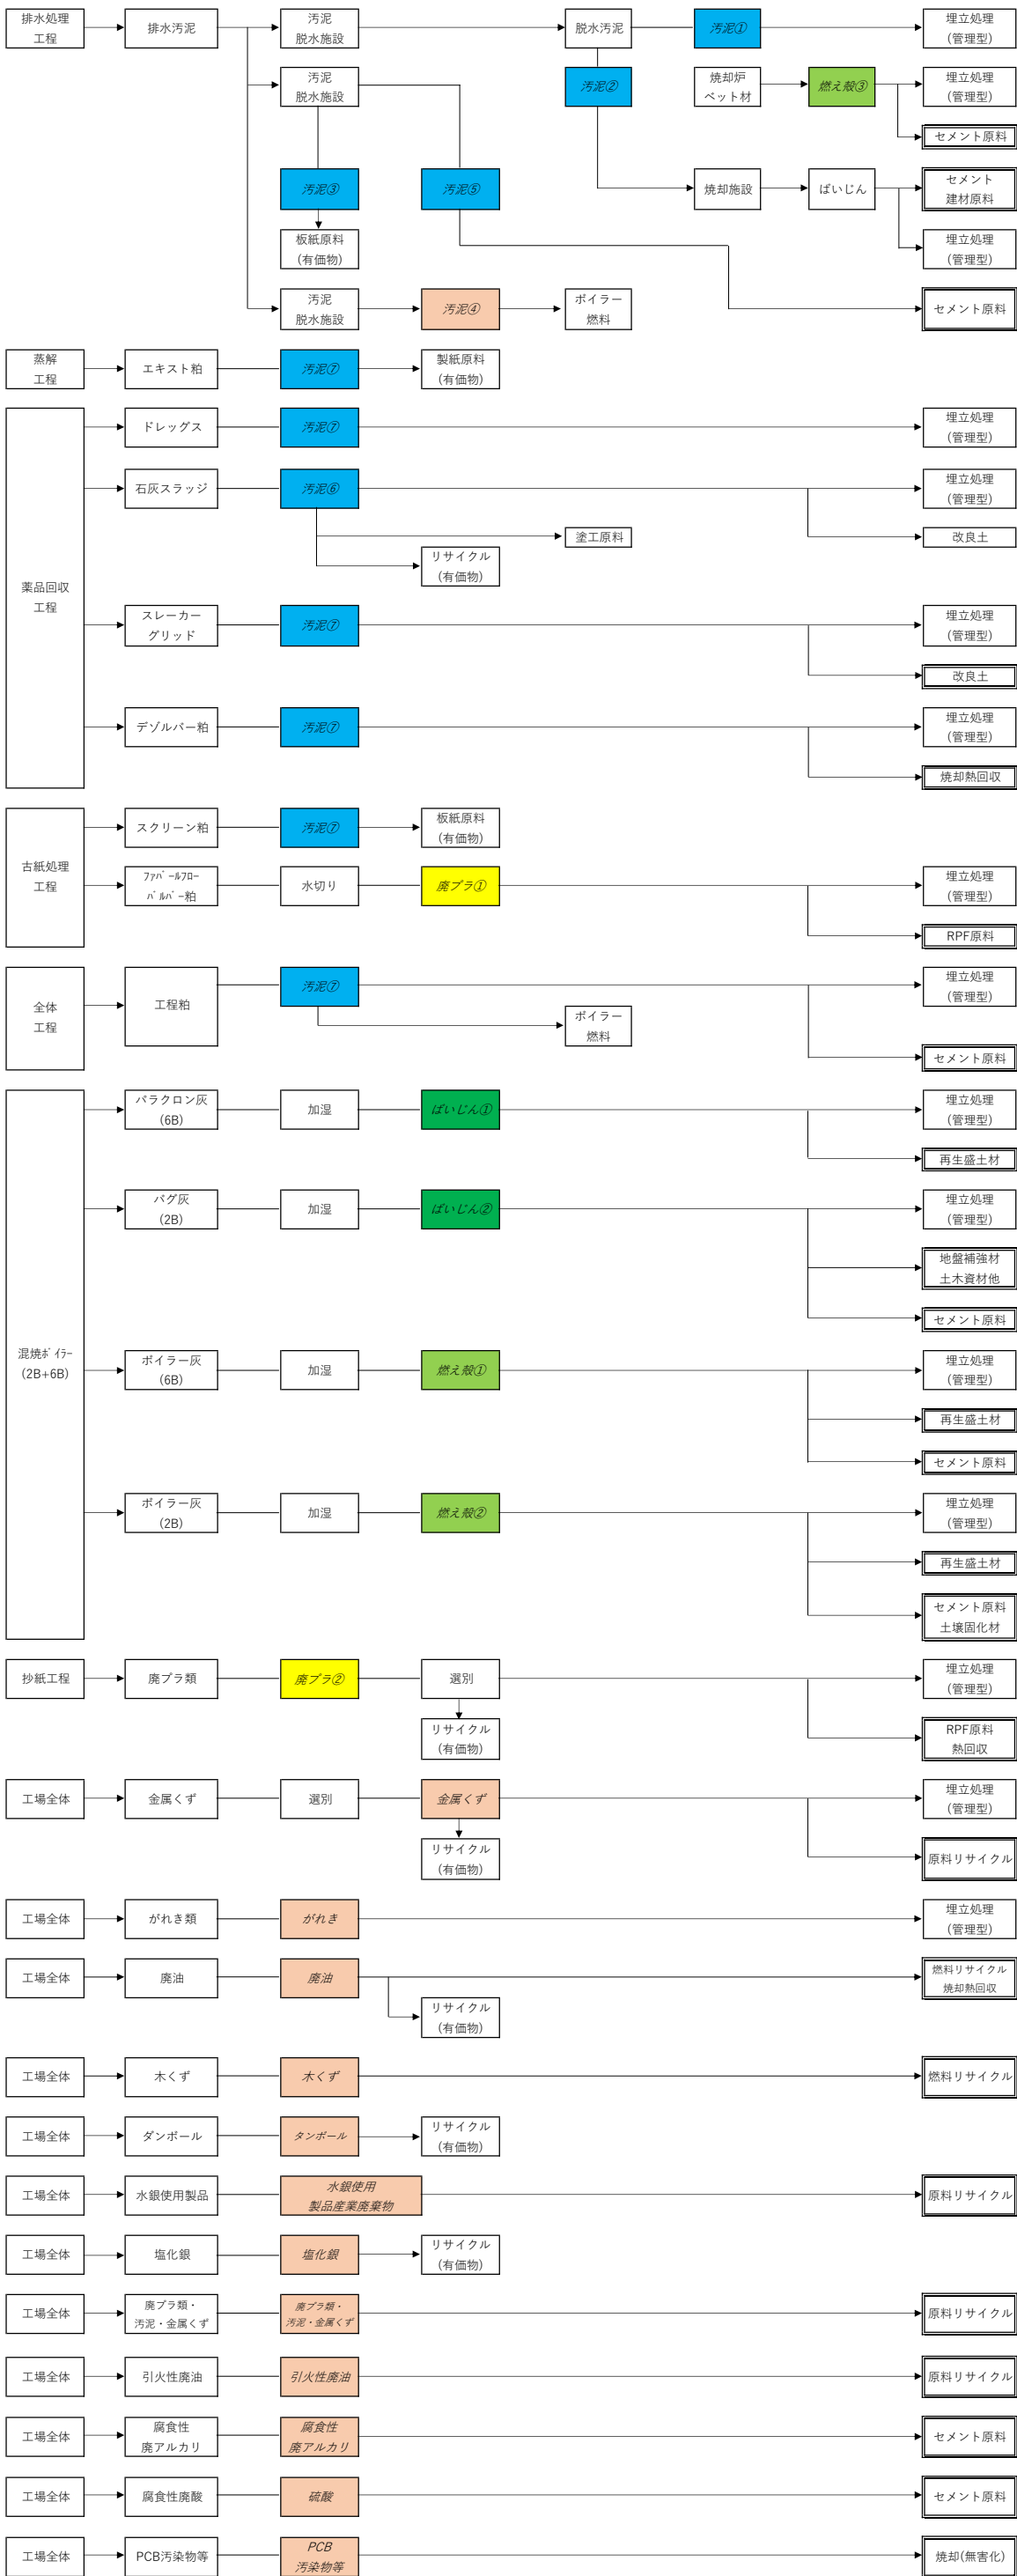 排水処理
工程
排水汚泥
汚泥
脱水施設
脱水汚泥
汚泥①
埋立処理
(管理型)
汚泥
脱水施設
汚泥②
焼却炉
ベット材
燃え殻③
埋立処理
(管理型)
セメント原料
汚泥③
汚泥⑤
焼却施設
ばいじん
セメント
建材原料
板紙原料
(有価物)
埋立処理
(管理型)
汚泥
脱水施設
汚泥④
ボイラー
燃料
セメント原料
蒸解
工程
エキスト粕
汚泥⑦
製紙原料
(有価物)
薬品回収
工程
ドレッグス
汚泥⑦
埋立処理
(管理型)
石灰スラッジ
汚泥⑥
埋立処理
(管理型)
塗工原料
改良土
リサイクル
(有価物)
スレーカー
グリッド
汚泥⑦
埋立処理
(管理型)
改良土
デゾルバー粕
汚泥⑦
埋立処理
(管理型)
焼却熱回収
古紙処理
工程
スクリーン粕
汚泥⑦
板紙原料
(有価物)
ファバールフロー
パルパー粕
水切り
廃プラ①
埋立処理
(管理型)
RPF原料
全体
工程
工程粕
汚泥⑦
埋立処理
(管理型)
ボイラー
燃料
セメント原料
混焼ボイラー
(2B+6B)
バラクロン灰
(6B)
加湿
ばいじん①
埋立処理
(管理型)
再生盛土材
バグ灰
(2B)
加湿
ばいじん②
埋立処理
(管理型)
地盤補強材
土木資材他
セメント原料
ボイラー灰
(6B)
加湿
燃え殻①
埋立処理
(管理型)
再生盛土材
セメント原料
ボイラー灰
(2B)
加湿
燃え殻②
埋立処理
(管理型)
再生盛土材
セメント原料
土壌固化材
抄紙工程
廃プラ類
廃プラ②
選別
埋立処理
(管理型)
リサイクル
(有価物)
RPF原料
熱回収
工場全体
金属くず
選別
金属くず
埋立処理
(管理型)
リサイクル
(有価物)
原料リサイクル
工場全体
がれき類
がれき
埋立処理
(管理型)
工場全体
廃油
廃油
燃料リサイクル
焼却熱回収
リサイクル
(有価物)
工場全体
木くず
木くず
燃料リサイクル
工場全体
ダンボール
タンボール
リサイクル
(有価物)
工場全体
水銀使用製品
水銀使用
製品産業廃棄物
原料リサイクル
工場全体
塩化銀
塩化銀
リサイクル
(有価物)
工場全体
廃プラ類・
汚泥・金属くず
廃プラ類・
汚泥・金属くず
原料リサイクル
工場全体
引火性廃油
引火性廃油
原料リサイクル
工場全体
腐食性
廃アルカリ
腐食性
廃アルカリ
セメント原料
工場全体
腐食性廃酸
硫酸
セメント原料
工場全体
PCB汚染物等
PCB
汚染物等
焼却(無害化)